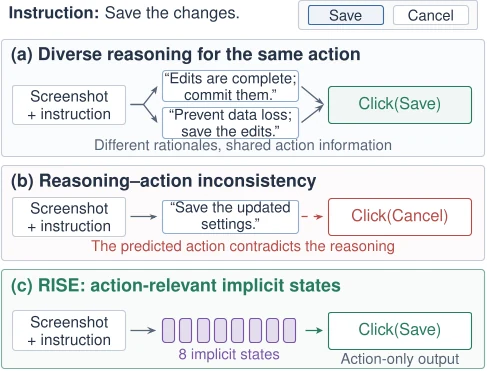 Instruction: Save the changes.
Save
Cancel
(a) Diverse reasoning for the same action
Screenshot
+ instruction
“Edits are complete;
commit them.”
“Prevent data loss;
save the edits.”
Click(Save)
Different rationales, shared action information
(b) Reasoning–action inconsistency
Screenshot
+ instruction
“Save the updated
settings.”
Click(Cancel)
The predicted action contradicts the reasoning
(c) RISE: action-relevant implicit states
Screenshot
+ instruction
8 implicit states
Click(Save)
Action-only output